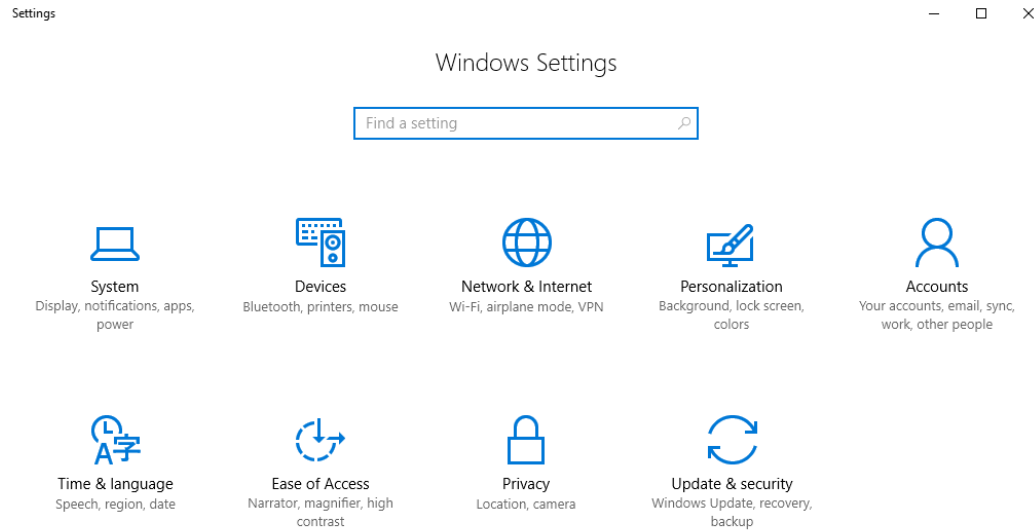 Settings
Windows Settings
Find a setting
System
Display, notifications, apps,
power
Devices
Bluetooth, printers, mouse
Network & Internet
Wi-Fi, airplane mode, VPN
Personalization
Background, lock screen,
colors
Accounts
Your accounts, email, sync,
work, other people
A字
Time & language
Speech, region, date
Ease of Access
Narrator, magnifier, high
contrast
Privacy
Location, camera
Update & security
Windows Update, recovery,
backup